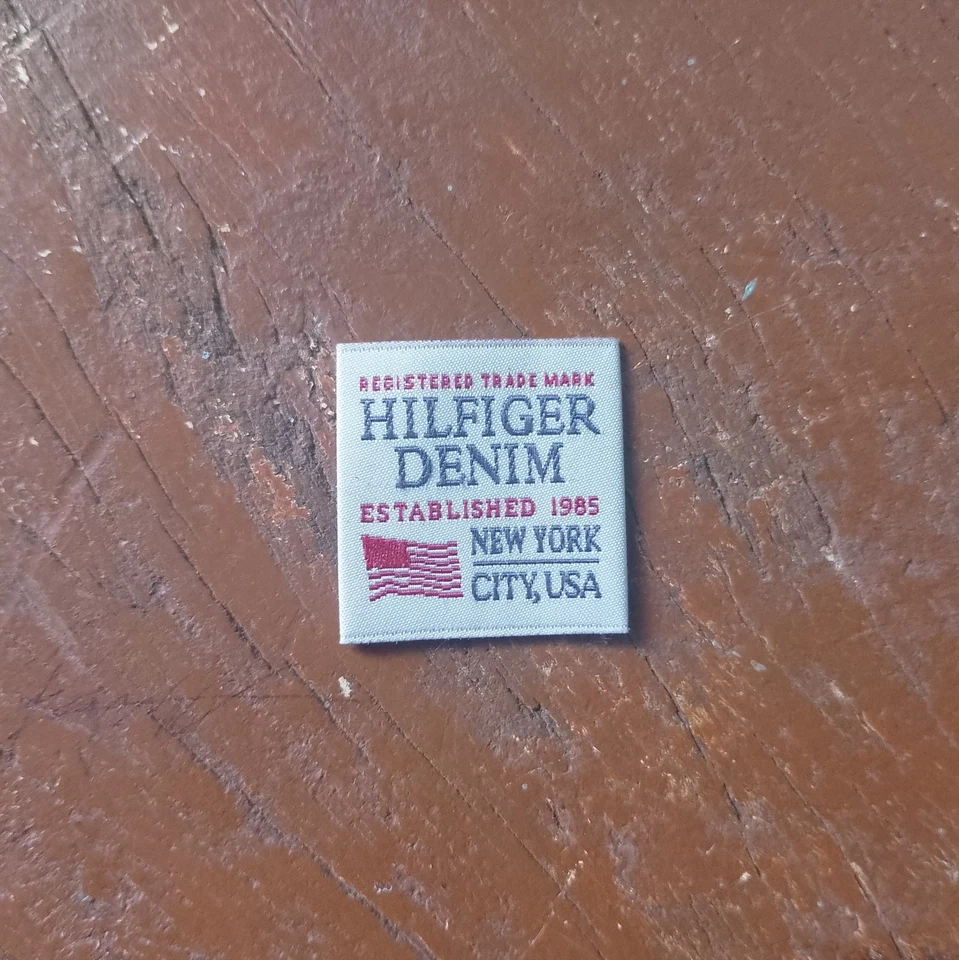 REGISTERED TRADE MARK
HILFIGER
DENIM
ESTABLISHED 1985
NEW YORK
CITY, USA